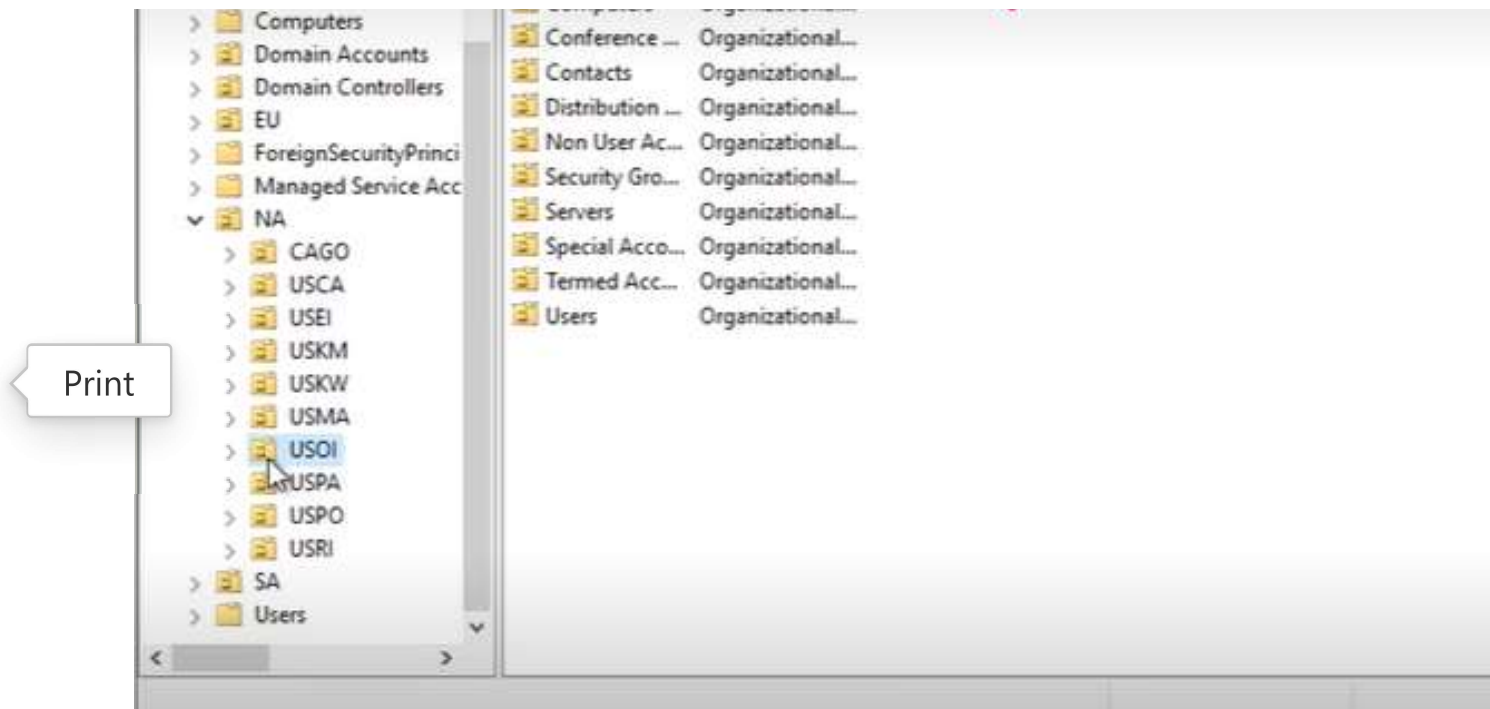 Computers
Domain Accounts
Domain Controllers
EU
ForeignSecurityPrinci
Managed Service Acc
NA
CAGO
USCA
USEI
USKM
USKW
USMA
USOI
USPA
USPO
USRI
SA
Users
Conference ... Organizational...
Contacts Organizational...
Distribution ... Organizational...
Non User Ac... Organizational...
Security Gro... Organizational...
Servers Organizational...
Special Acco... Organizational...
Termed Acc... Organizational...
Users Organizational...
Print